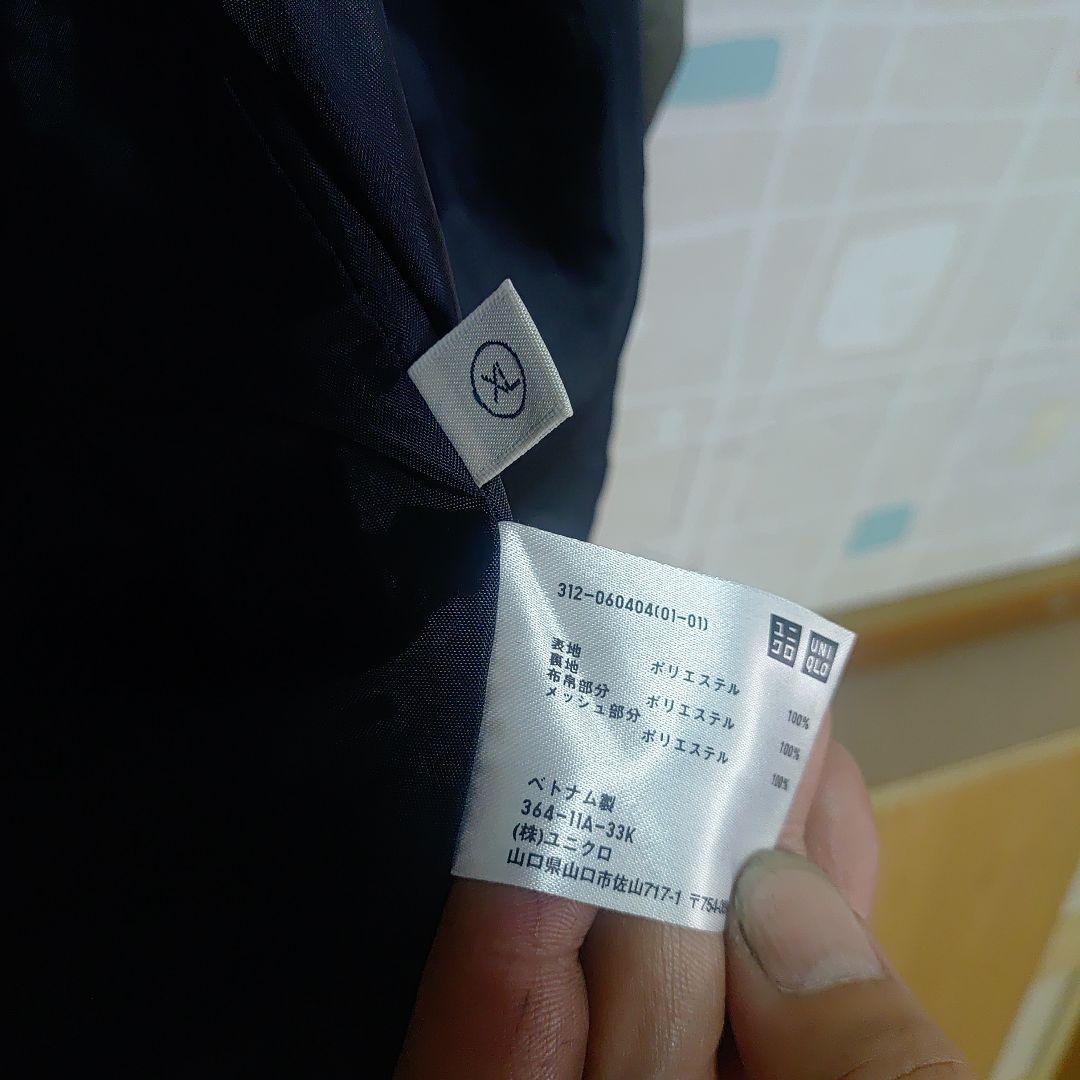 XL
312-060404(01-01)
ユニクロ
UNIQLO
表地
裏地 ポリエステル 100%
布帛部分 ポリエステル 100%
メッシュ部分
ポリエステル 100%
ベトナム製
364-11A-33K
(株)ユニクロ
山口県山口市佐山717-1